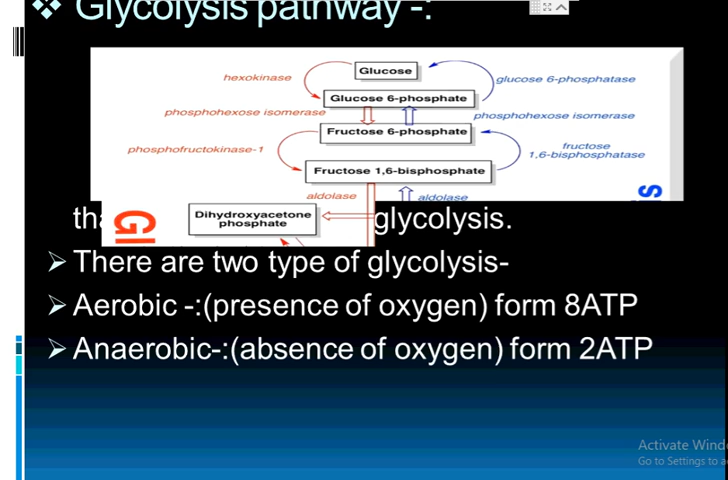 ❖ Glycolysis pathway -:
Glucose
hexokinase
glucose 6-phosphatase
Glucose 6-phosphate
phosphohexose isomerase
phosphohexose isomerase
Fructose 6-phosphate
phosphofructokinase-1
fructose
1,6-bisphosphatase
Fructose 1,6-bisphosphate
aldolase
aldolase
Dihydroxyacetone
phosphate
glycolysis.
➢ There are two type of glycolysis-
➢ Aerobic -:(presence of oxygen) form 8ATP
➢ Anaerobic-:(absence of oxygen) form 2ATP
Activate
Go to Settings to